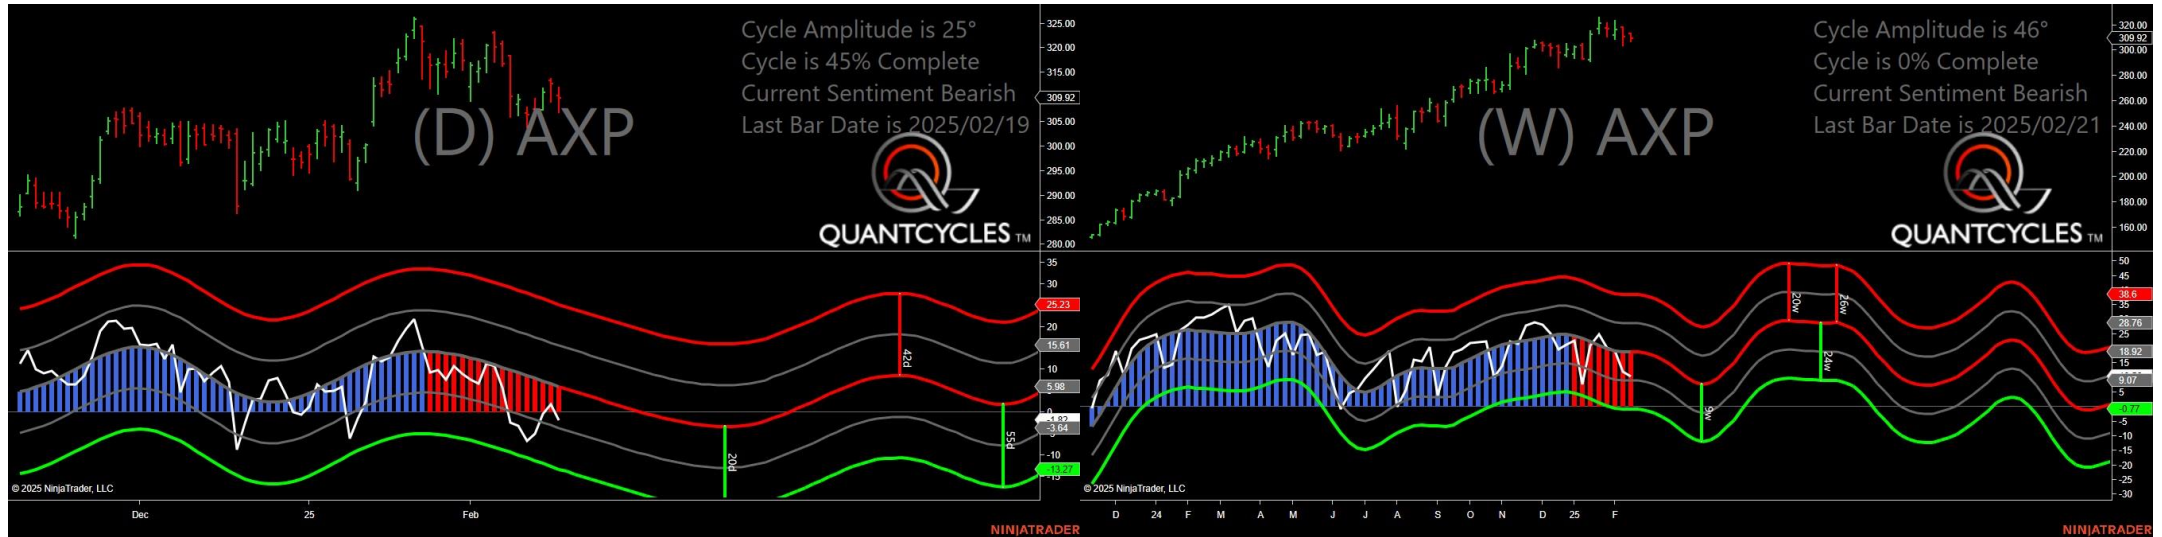 Cycle Amplitude is 25°
Cycle is 45% Complete
Current Sentiment Bearish
Last Bar Date is 2025/02/19
(D) AXP
QUANTCYCLES TM
325.00
320.00
315.00
309.92
305.00
300.00
295.00
290.00
285.00
280.00
35
30
25.23
20
15.61
10
5.98
0
-1.82
-3.64
-10
-13.27
-15
42d
20d
55d
© 2025 NinjaTrader, LLC
Dec
25
Feb
NINJATRADER
Cycle Amplitude is 46°
Cycle is 0% Complete
Current Sentiment Bearish
Last Bar Date is 2025/02/21
(W) AXP
QUANTCYCLES TM
320.00
309.92
300.00
280.00
260.00
240.00
220.00
200.00
180.00
160.00
50
45
38.6
35
28.76
25
18.92
15
9.07
5
-0.77
-5
-10
-15
-20
-25
-30
20w
26w
24w
9w
© 2025 NinjaTrader, LLC
D
24
F
M
A
M
J
J
A
S
O
N
D
25
F
NINJATRADER